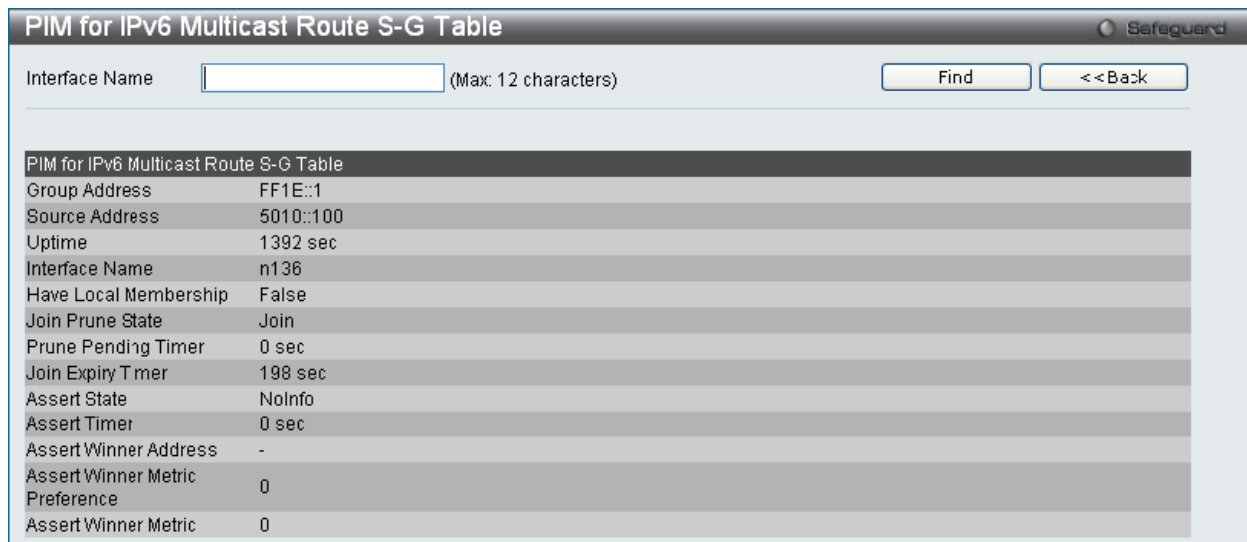 PIM for IPv6 Multicast Route S-G Table
Safeguard
Interface Name (Max: 12 characters) Find <<Back
PIM for IPv6 Multicast Route S-G Table
Group Address FF1E::1
Source Address 5010::100
Uptime 1392 sec
Interface Name n136
Have Local Membership False
Join Prune State Join
Prune Pending Timer 0 sec
Join Expiry Timer 198 sec
Assert State NoInfo
Assert Timer 0 sec
Assert Winner Address -
Assert Winner Metric
Preference 0
Assert Winner Metric 0